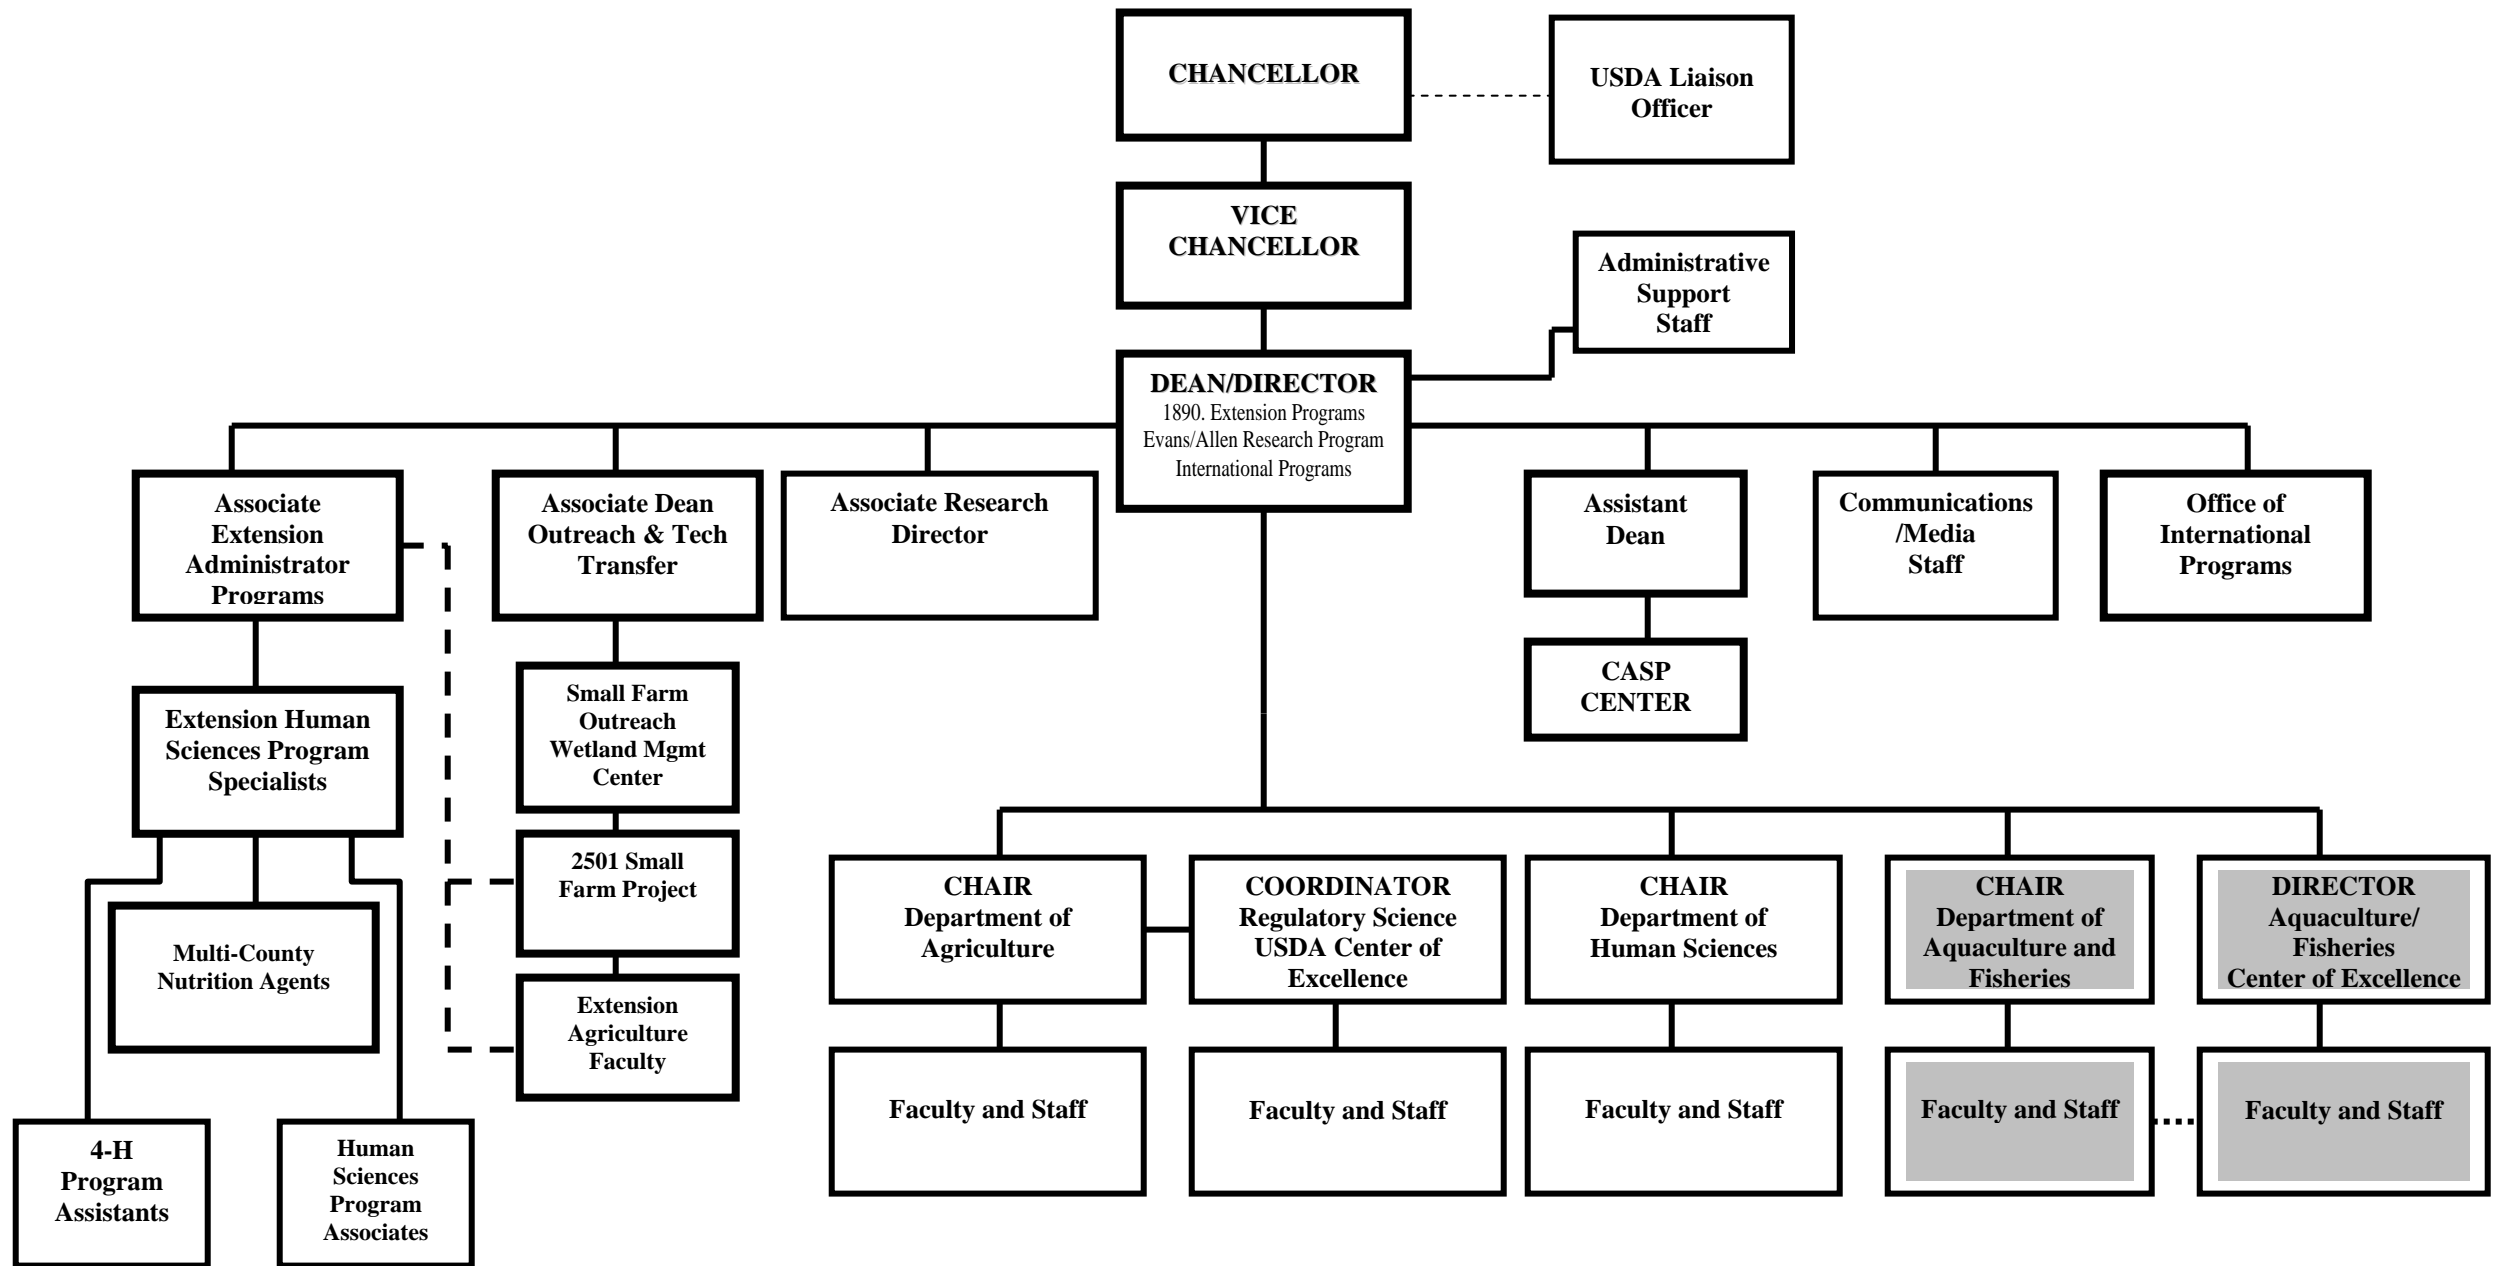 CHANCELLOR
USDA Liaison
Officer
VICE
CHANCELLOR
Administrative
Support
Staff
DEAN/DIRECTOR
1890. Extension Programs
Evans/Allen Research Program
International Programs
Associate
Extension
Administrator
Programs
Associate Dean
Outreach & Tech
Transfer
Associate Research
Director
Assistant
Dean
Communications
/Media
Staff
Office of
International
Programs
CASP
CENTER
Small Farm
Outreach
Wetland Mgmt
Center
Extension Human
Sciences Program
Specialists
2501 Small
Farm Project
Multi-County
Nutrition Agents
Extension
Agriculture
Faculty
4-H
Program
Assistants
Human
Sciences
Program
Associates
CHAIR
Department of
Agriculture
COORDINATOR
Regulatory Science
USDA Center of
Excellence
CHAIR
Department of
Human Sciences
CHAIR
Department of
Aquaculture and
Fisheries
DIRECTOR
Aquaculture/
Fisheries
Center of Excellence
Faculty and Staff
Faculty and Staff
Faculty and Staff
Faculty and Staff
Faculty and Staff